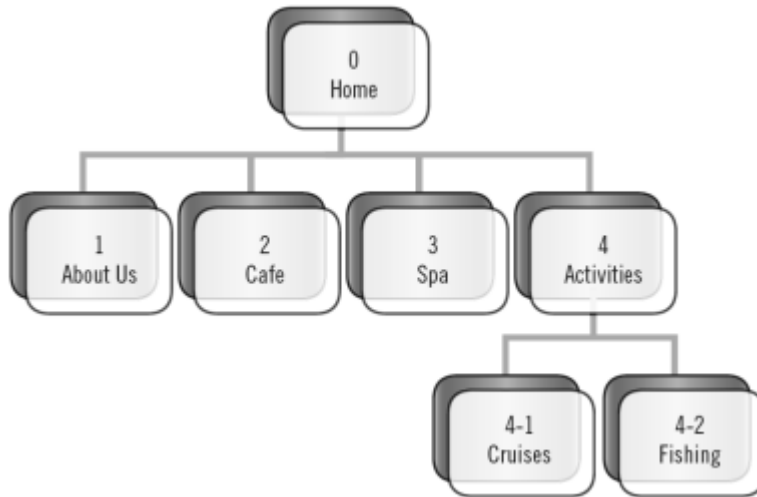 0
Home
1
About Us
2
Cafe
3
Spa
4
Activities
4-1
Cruises
4-2
Fishing